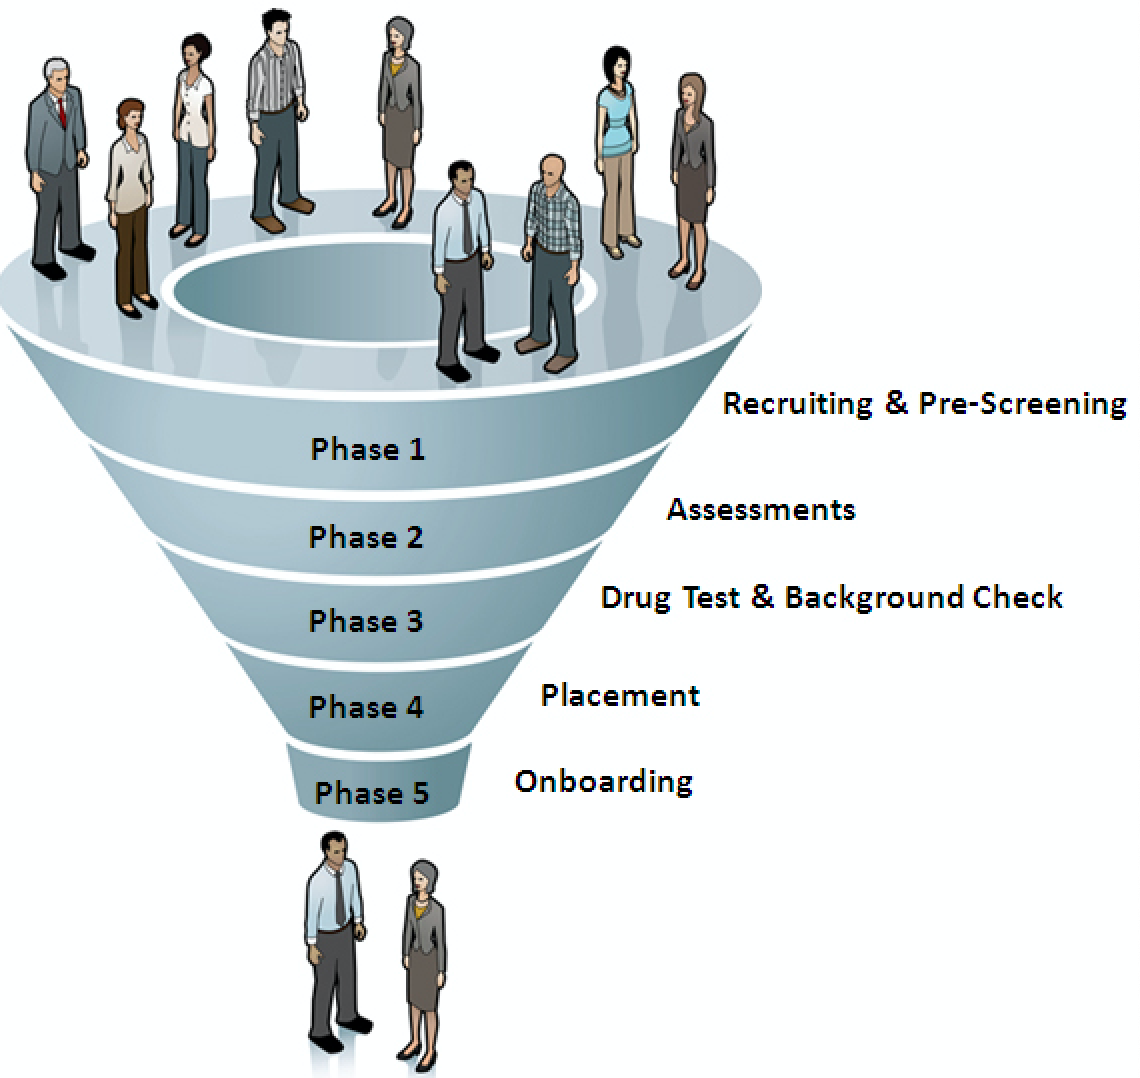 Recruiting & Pre-Screening
Phase 1
Assessments
Phase 2
Drug Test & Background Check
Phase 3
Placement
Phase 4
Onboarding
Phase 5